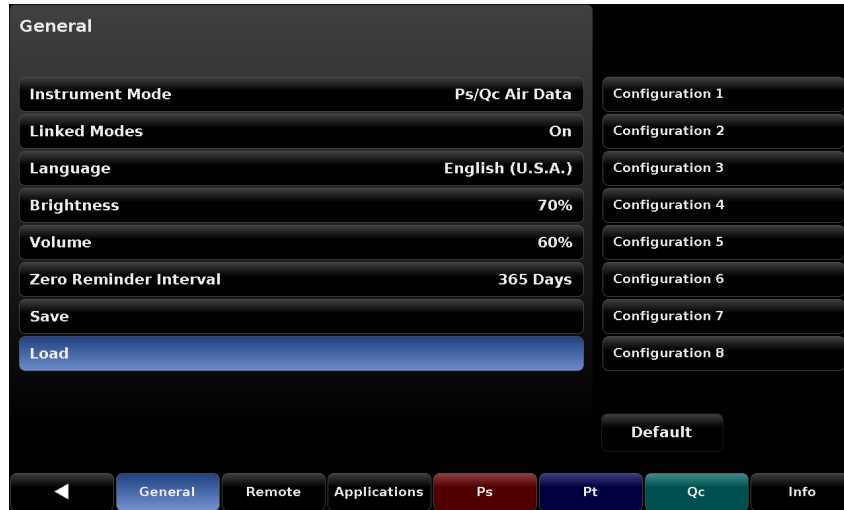 General
Instrument Mode Ps/Qc Air Data
Linked Modes On
Language English (U.S.A.)
Brightness 70%
Volume 60%
Zero Reminder Interval 365 Days
Save
Load
Configuration 1
Configuration 2
Configuration 3
Configuration 4
Configuration 5
Configuration 6
Configuration 7
Configuration 8
Default
General Remote Applications Ps Pt Qc Info